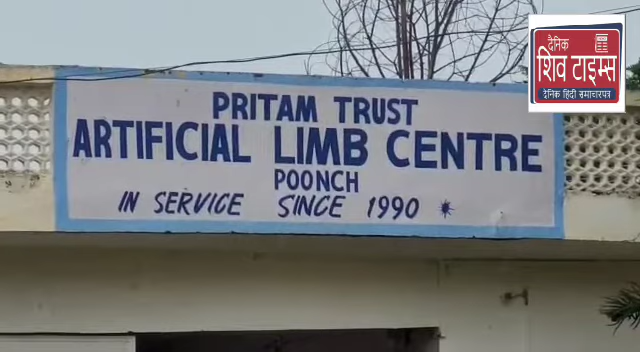 PRITAM TRUST
ARTIFICIAL LIMB CENTRE
POONCH
IN SERVICE SINCE 1990
दैनिक
शिव टाइम्स
दैनिक हिंदी समाचारपत्र